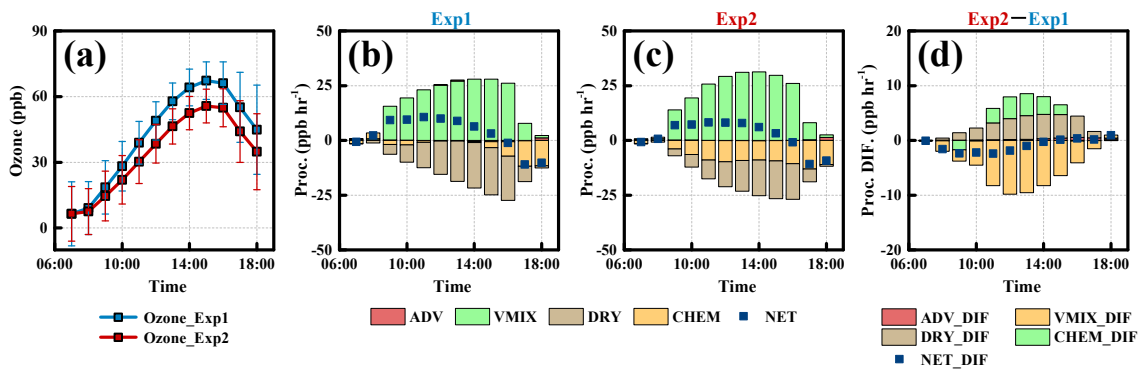 Exp1
Exp2
Exp2—Exp1
(a)
(b)
(c)
(d)
Ozone (ppb)
90
60
30
0
06:00
10:00
14:00
18:00
Time
Ozone_Exp1
Ozone_Exp2
Proc. (ppb hr-1)
50
25
0
-25
-50
10:00
14:00
18:00
Time
Proc. (ppb hr-1)
50
25
0
-25
-50
06:00
10:00
14:00
18:00
Time
ADV VMIX DRY CHEM NET
Proc. DIF. (ppb hr-1)
20
10
0
-10
-20
06:00
10:00
14:00
18:00
Time
ADV_DIF VMIX_DIF
DRY_DIF CHEM_DIF
NET_DIF